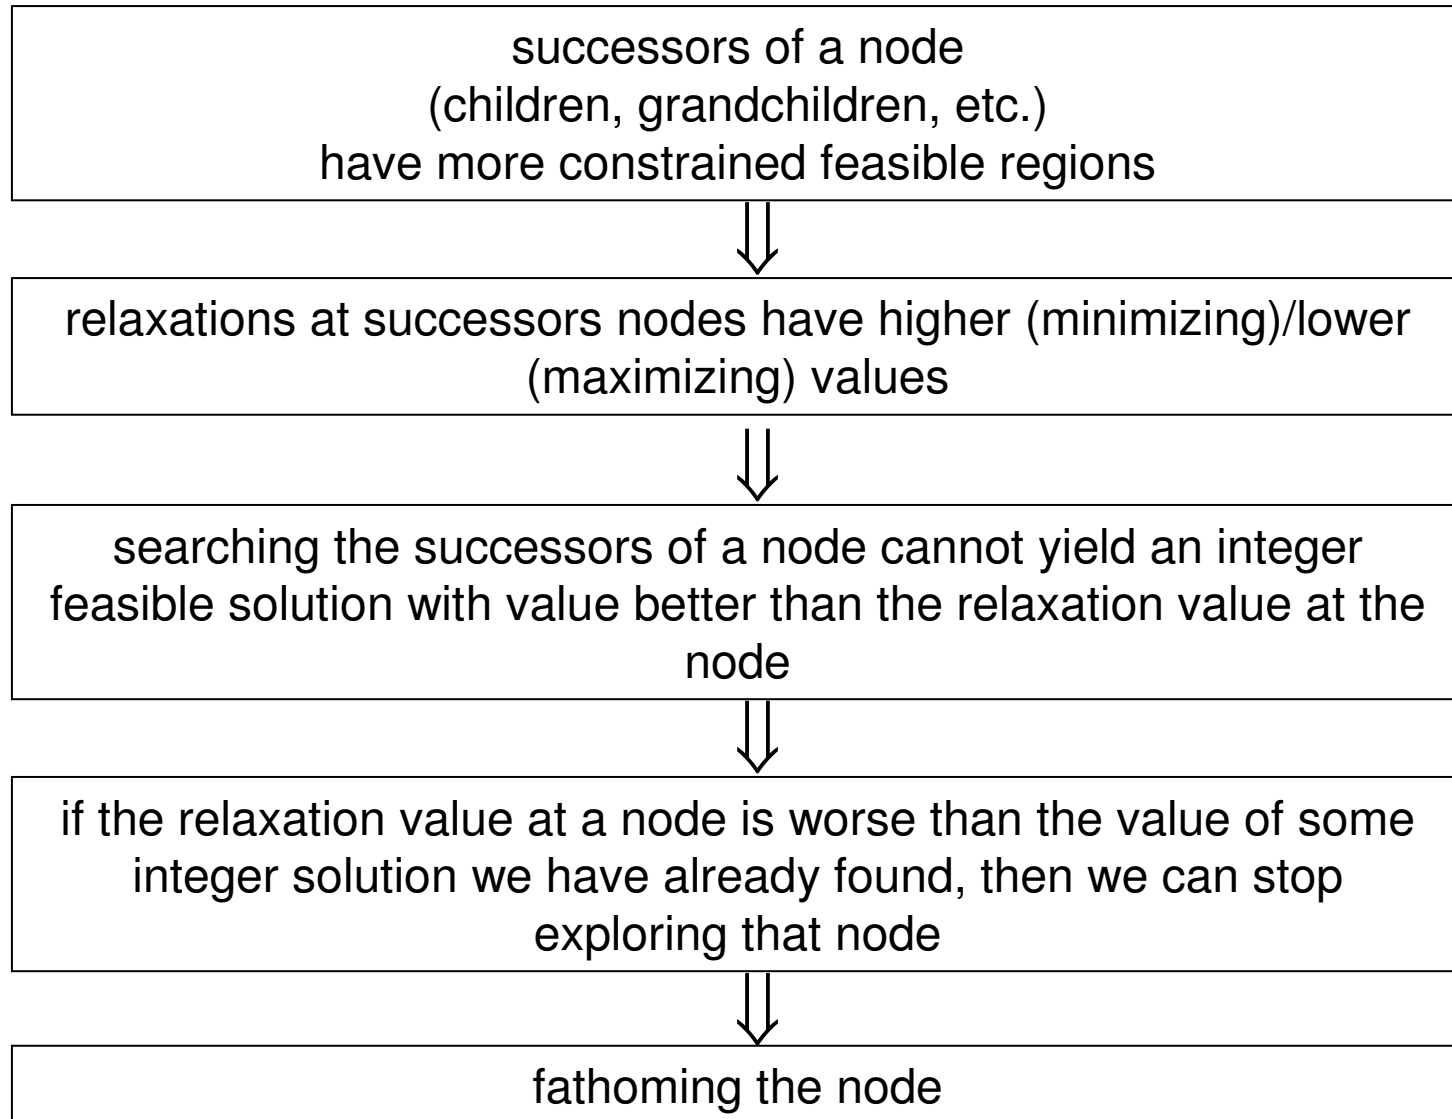 successors of a node
(children, grandchildren, etc.)
have more constrained feasible regions
relaxations at successors nodes have higher (minimizing)/lower
(maximizing) values
searching the successors of a node cannot yield an integer
feasible solution with value better than the relaxation value at the
node
if the relaxation value at a node is worse than the value of some
integer solution we have already found, then we can stop
exploring that node
fathoming the node